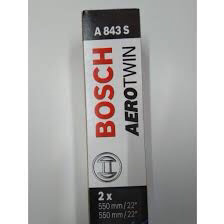 A 843 S
BOSCH
AEROTWIN
2 x
550 mm / 22"
550 mm / 22"